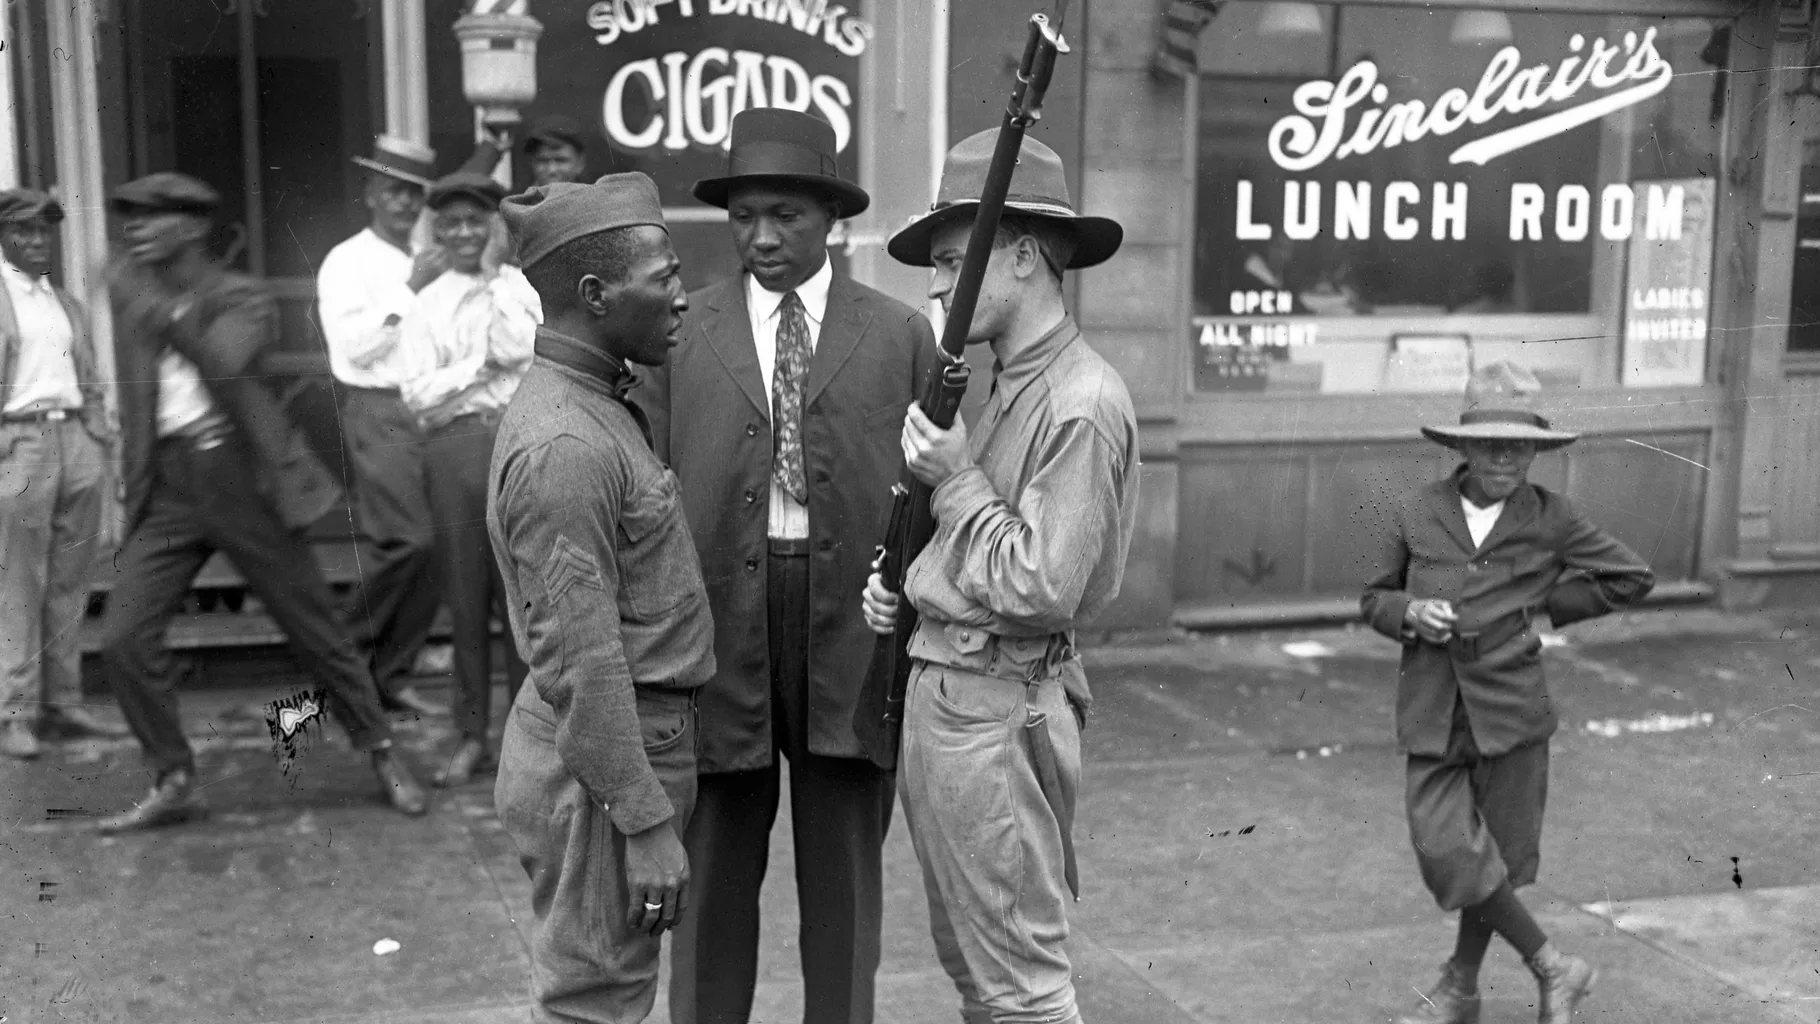 SOFT DRINKS
CIGARS
Sinclair's
LUNCH ROOM
OPEN
ALL NIGHT
LADIES
INVITED